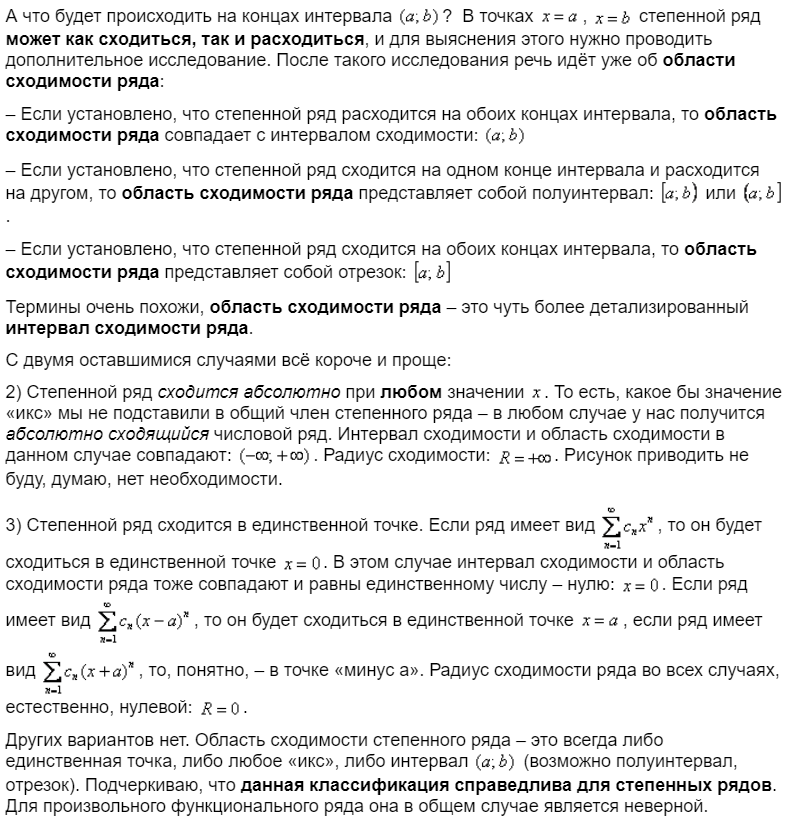 А что будет происходить на концах интервала (a; b) ? В точках x = a , x = b степенной ряд
может как сходиться, так и расходиться, и для выяснения этого нужно проводить
дополнительное исследование. После такого исследования речь идёт уже об области
сходимости ряда:
– Если установлено, что степенной ряд расходится на обоих концах интервала, то область
сходимости ряда совпадает с интервалом сходимости: (a; b)
– Если установлено, что степенной ряд сходится на одном конце интервала и расходится
на другом, то область сходимости ряда представляет собой полуинтервал: [a; b) или (a; b]
.
– Если установлено, что степенной ряд сходится на обоих концах интервала, то область
сходимости ряда представляет собой отрезок: [a; b]
Термины очень похожи, область сходимости ряда – это чуть более детализированный
интервал сходимости ряда.
С двумя оставшимися случаями всё короче и проще:
2) Степенной ряд сходится абсолютно при любом значении x . То есть, какое бы значение
«икс» мы не подставили в общий член степенного ряда – в любом случае у нас получится
абсолютно сходящийся числовой ряд. Интервал сходимости и область сходимости в
данном случае совпадают: (−∞; +∞) . Радиус сходимости: R = +∞ . Рисунок приводить не
буду, думаю, нет необходимости.
3) Степенной ряд сходится в единственной точке. Если ряд имеет вид ∑_{n=1}^{∞} c_n x^n , то он будет
сходиться в единственной точке x = 0 . В этом случае интервал сходимости и область
сходимости ряда тоже совпадают и равны единственному числу – нулю: x = 0 . Если ряд
имеет вид ∑_{n=1}^{∞} c_n (x − a)^n , то он будет сходиться в единственной точке x = a , если ряд имеет
вид ∑_{n=1}^{∞} c_n (x + a)^n , то, понятно, – в точке «минус а». Радиус сходимости ряда во всех случаях,
естественно, нулевой: R = 0 .
Других вариантов нет. Область сходимости степенного ряда – это всегда либо
единственная точка, либо любое «икс», либо интервал (a; b) (возможно полуинтервал,
отрезок). Подчеркиваю, что данная классификация справедлива для степенных рядов.
Для произвольного функционального ряда она в общем случае является неверной.